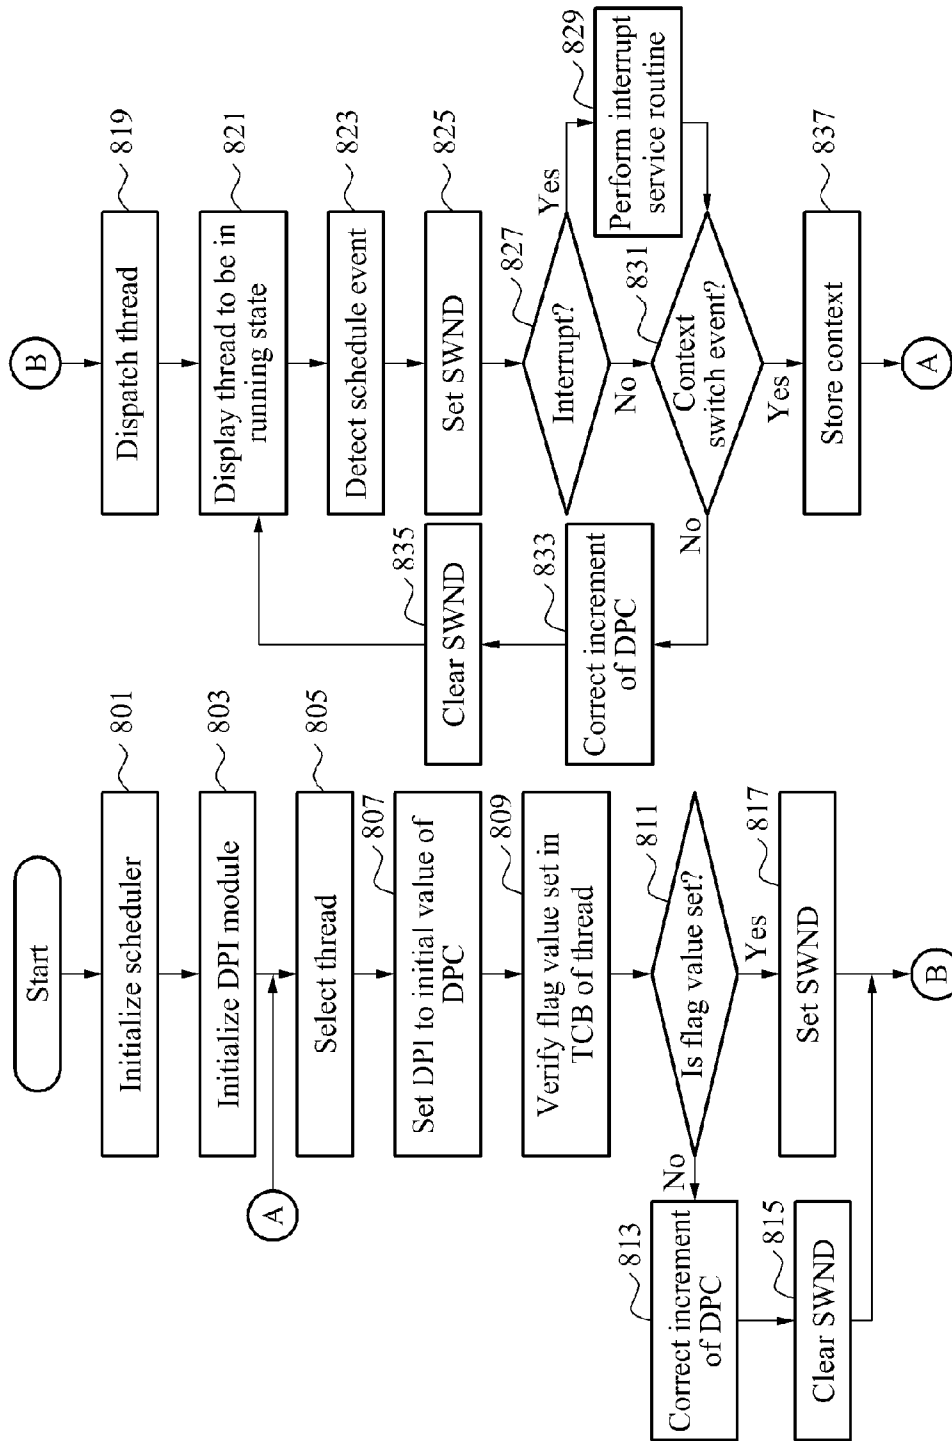 Start
Initialize scheduler
801
Initialize DPI module
803
A
Select thread
805
Set DPI to initial value of
DPC
807
Verify flag value set in
TCB of thread
809
Is flag value set?
811
No
Yes
Correct increment
of DPC
813
Clear SWND
815
Set SWND
817
B
B
Dispatch thread
819
Display thread to be in
running state
821
Detect schedule event
823
Set SWND
825
Interrupt?
827
Yes
No
Perform interrupt
service routine
829
Context
switch event?
831
No
Yes
Correct increment
of DPC
833
Clear SWND
835
Store context
837
A